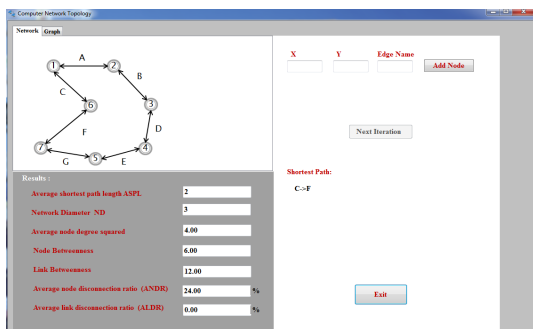 Computer Network Topology
Network Graph
1 A 2
B
C
6
3
F
D
7
4
G 5 E
X Y Edge Name
Add Node
Next Iteration
Shortest Path:
C->F
Exit
Results :
Average shortest path length ASPL 2
Network Diameter ND 3
Average node degree squared 4.00
Node Betweenness 6.00
Link Betweenness 12.00
Average node disconnection ratio (ANDR) 24.00 %
Average link disconnection ratio (ALDR) 0.00 %